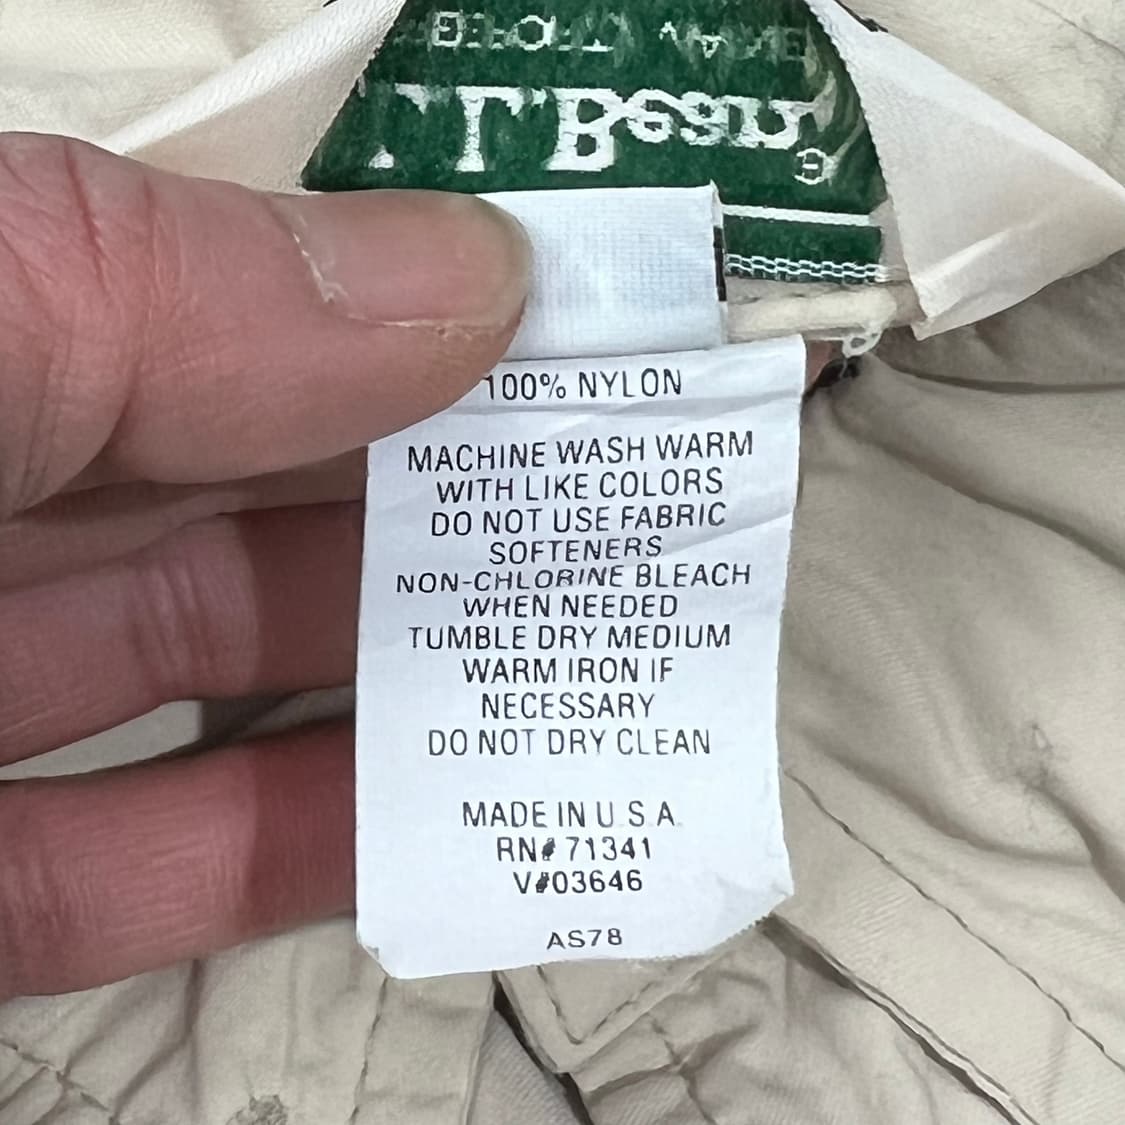 100% NYLON
MACHINE WASH WARM
WITH LIKE COLORS
DO NOT USE FABRIC
SOFTENERS
NON-CHLORINE BLEACH
WHEN NEEDED
TUMBLE DRY MEDIUM
WARM IRON IF
NECESSARY
DO NOT DRY CLEAN
MADE IN U.S.A.
RN# 71341
V#03646
AS78